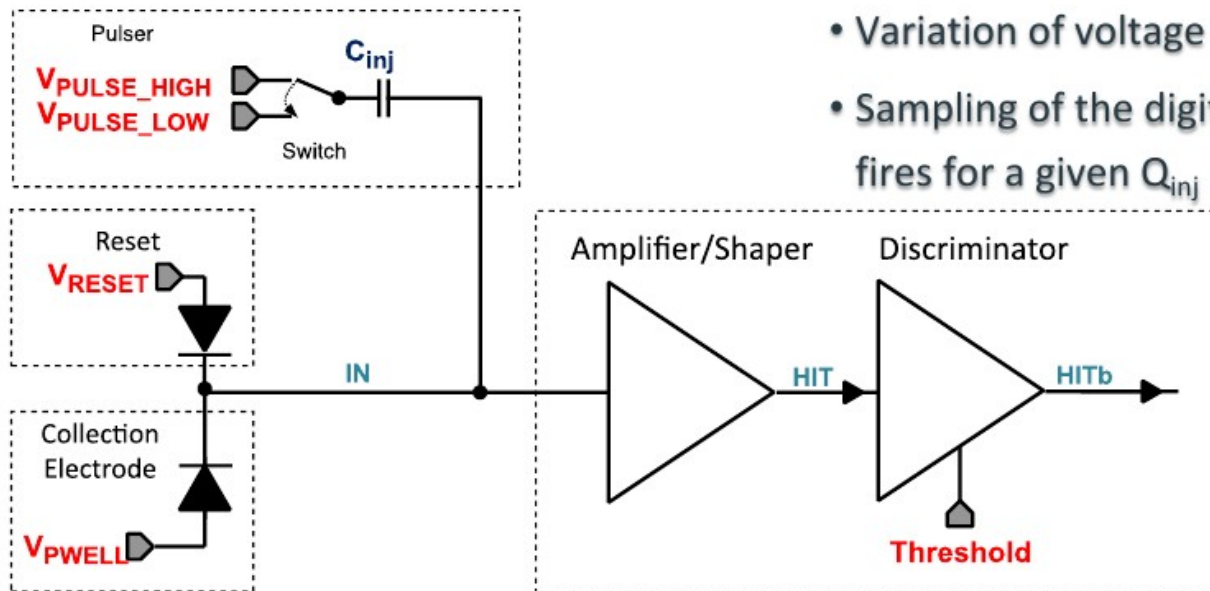 • Variation of voltage
• Sampling of the digit
fires for a given Qinj
Pulser
Cinj
VPULSE_HIGH
VPULSE_LOW
Switch
Reset
VRESET
IN
Collection
Electrode
VPWELL
Amplifier/Shaper
Discriminator
HIT
HITb
Threshold